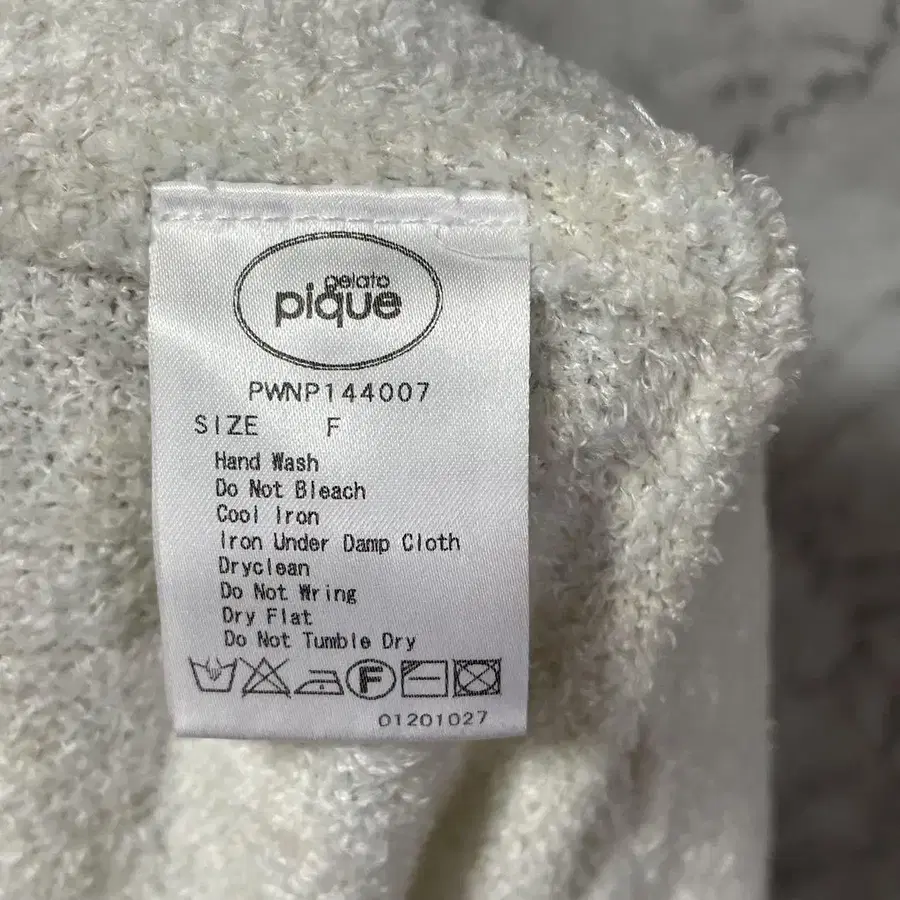 gelato
pique
PWNP144007
SIZE F
Hand Wash
Do Not Bleach
Cool Iron
Iron Under Damp Cloth
Dryclean
Do Not Wring
Dry Flat
Do Not Tumble Dry
F
01201027